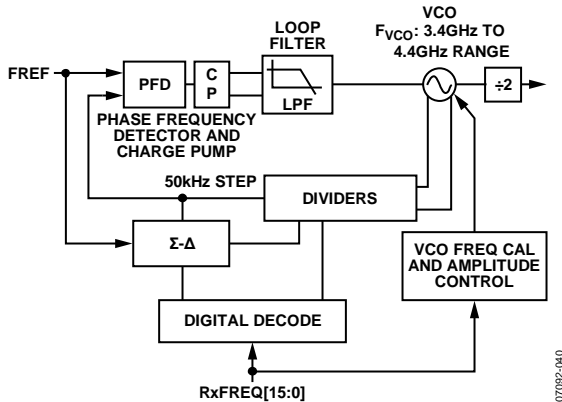 LOOP
FILTER
VCO
FVCO: 3.4GHz TO
4.4GHz RANGE
FREF
PFD
C
P
LPF
÷2
PHASE FREQUENCY
DETECTOR AND
CHARGE PUMP
50kHz STEP
DIVIDERS
Σ-Δ
VCO FREQ CAL
AND AMPLITUDE
CONTROL
DIGITAL DECODE
RxFREQ[15:0]
07092-040